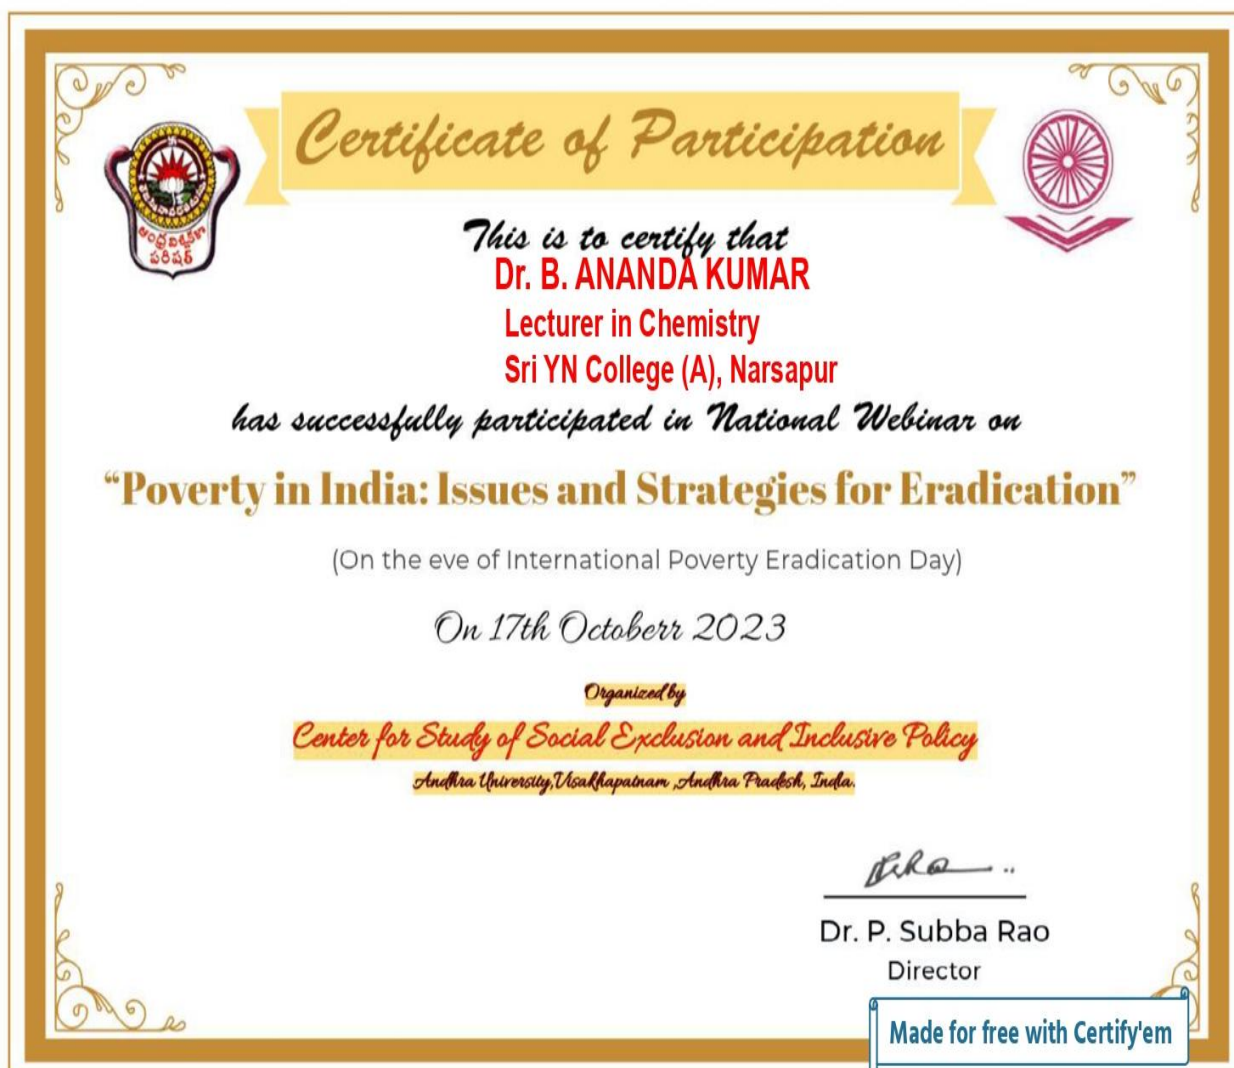 Certificate of Participation
ఆంధ్ర విశ్వకళా
పరిషత్
This is to certify that
Dr. B. ANANDA KUMAR
Lecturer in Chemistry
Sri YN College (A), Narsapur
has successfully participated in National Webinar on
“Poverty in India: Issues and Strategies for Eradication”
(On the eve of International Poverty Eradication Day)
On 17th Octoberr 2023
Organized by
Center for Study of Social Exclusion and Inclusive Policy
Andhra University,Visakhapatnam ,Andhra Pradesh, India.
Dr. P. Subba Rao
Director
Made for free with Certify'em